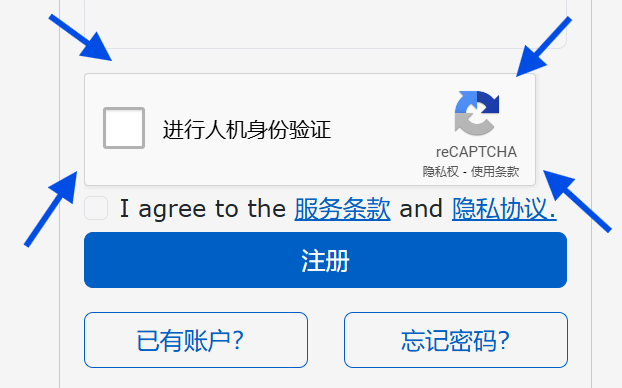 进行人机身份验证
reCAPTCHA
隐私权 - 使用条款
I agree to the 服务条款 and 隐私协议.
注册
已有账户?
忘记密码?